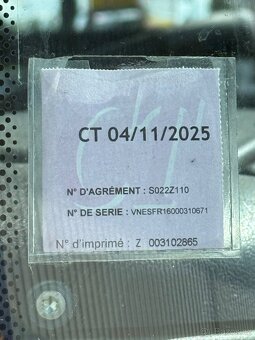 CT 04/11/2025
N° D'AGRÉMENT : S022Z110
N° DE SERIE : VNESFR16000310671
N° d'imprimé : Z 003102865